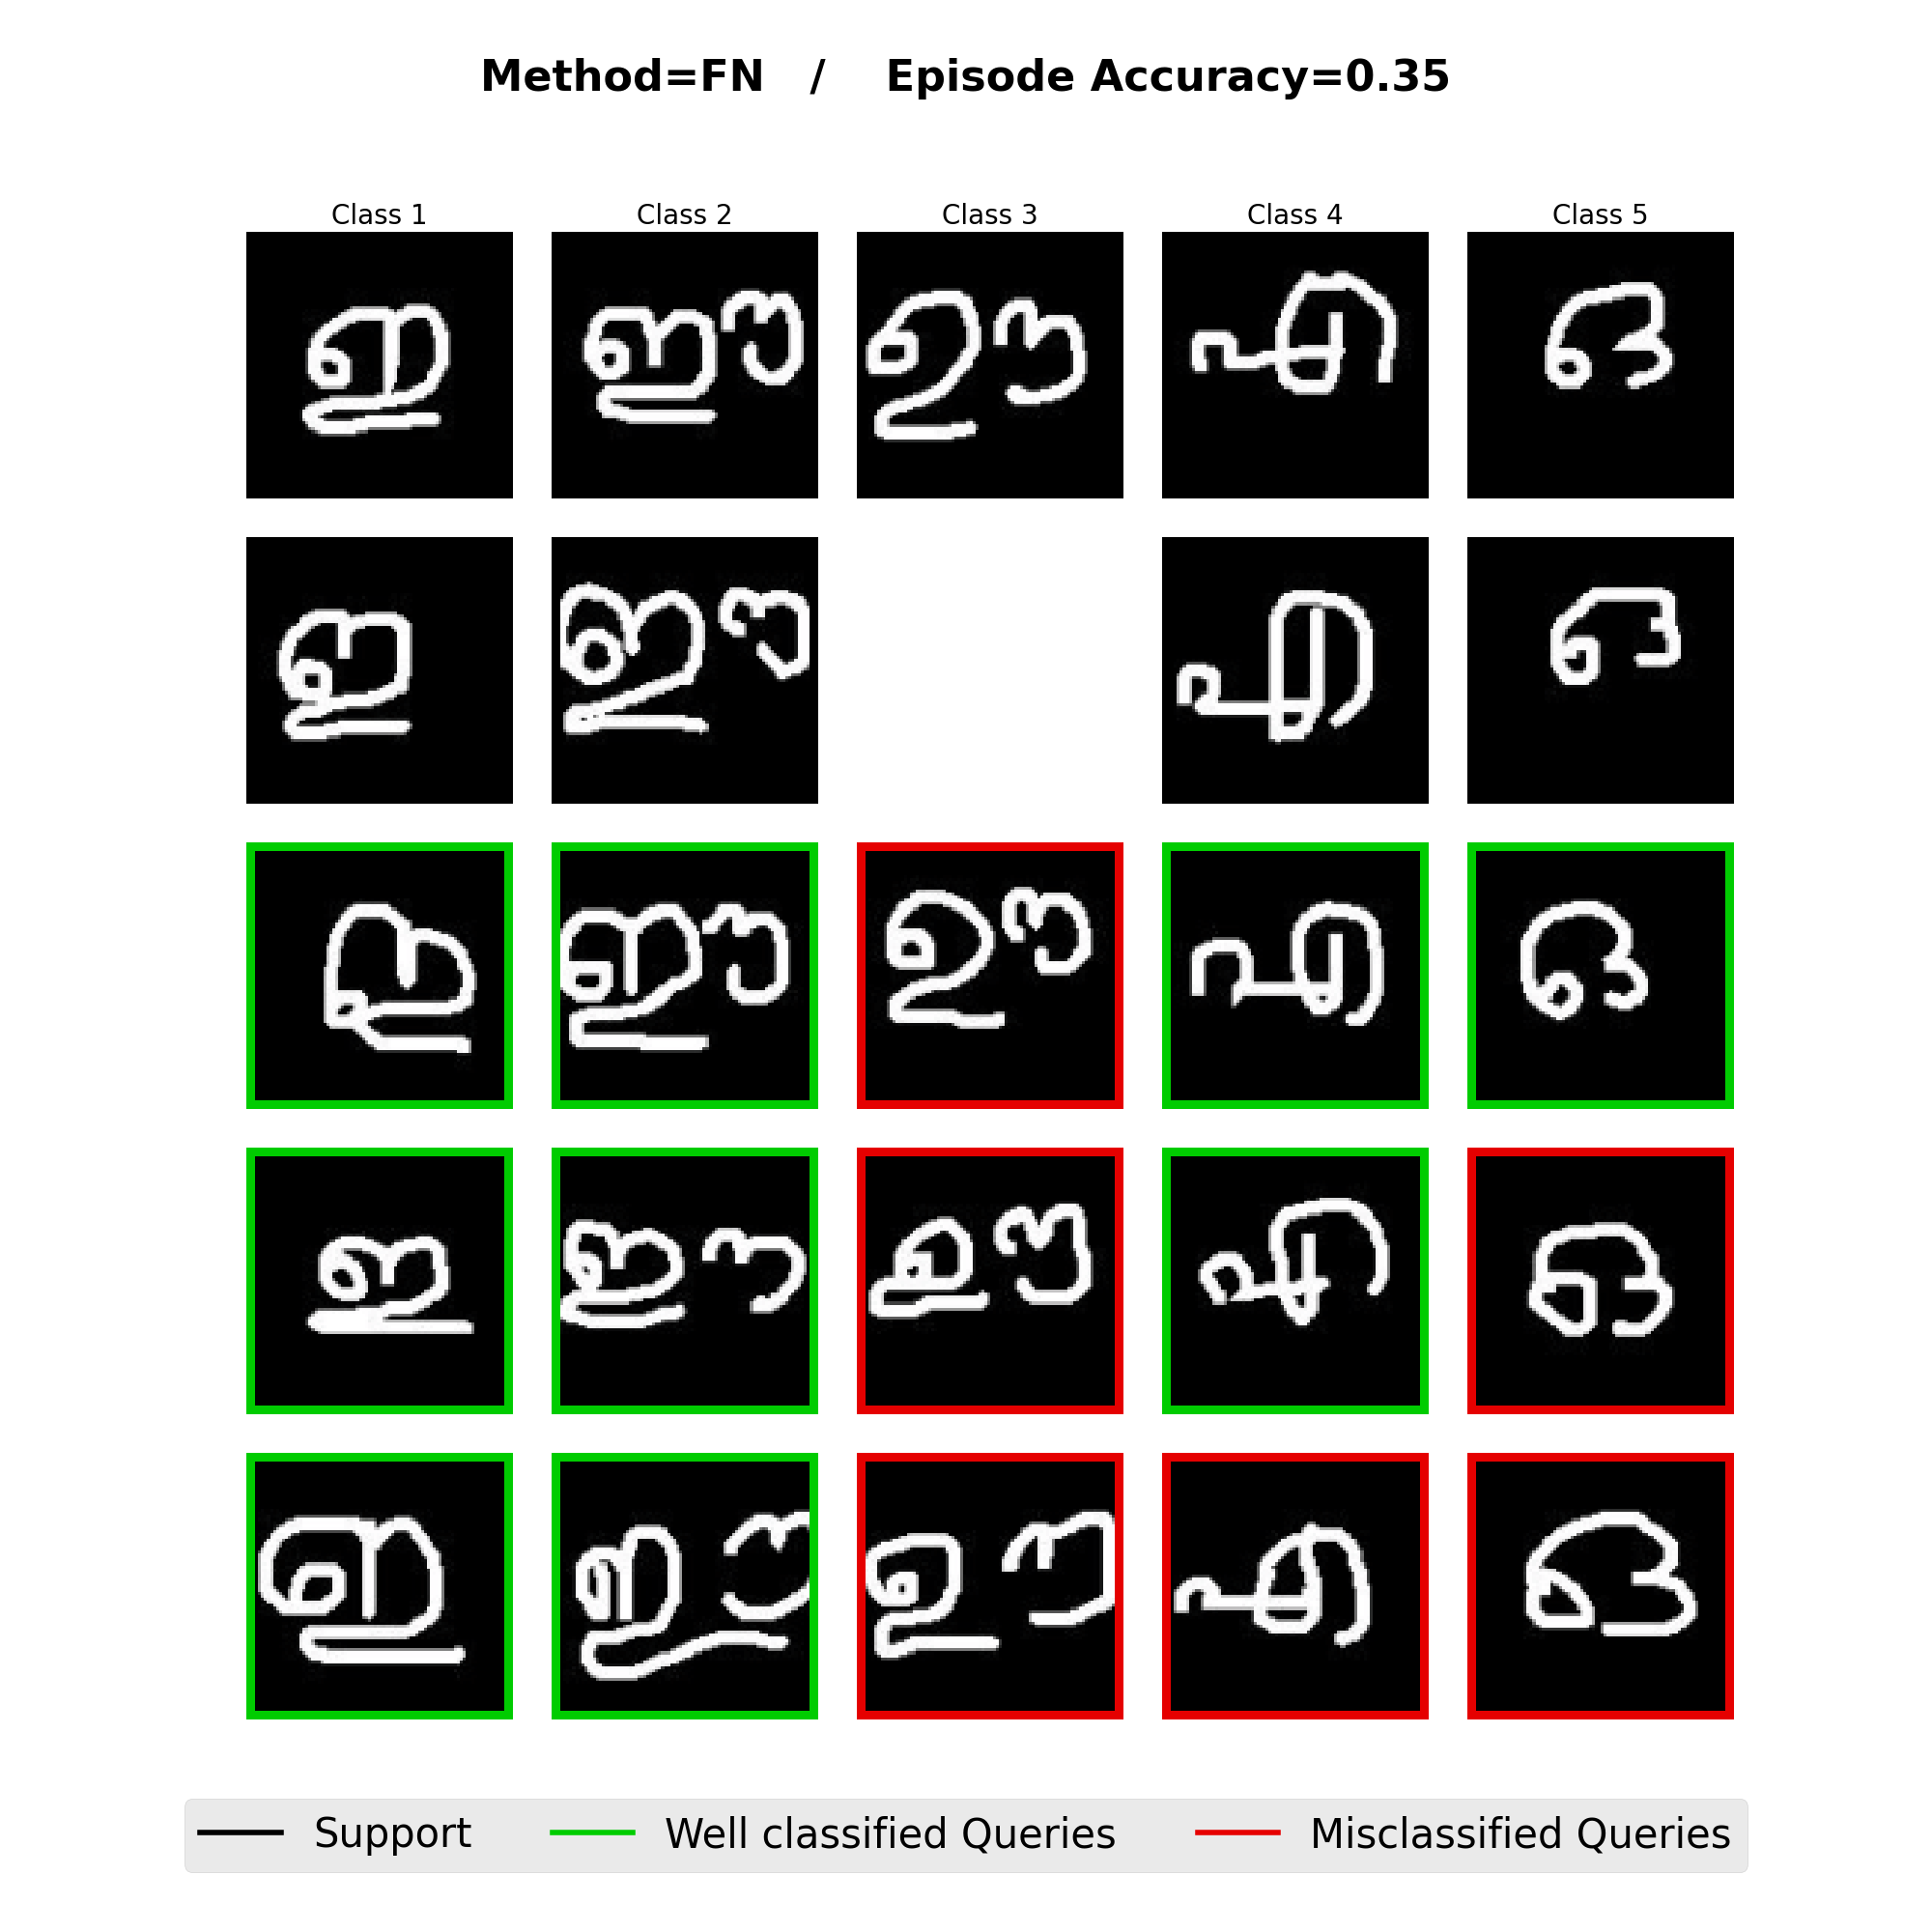 Method=FN / Episode Accuracy=0.35
Class 1 Class 2 Class 3 Class 4 Class 5
ഇ ഈ ഊ എ ഒ
ഇ ഈ എ ഒ
ഇ ഈ ഊ എ ഒ
ഇ ഈ ഊ എ ഒ
ഇ ഈ ഊ എ ഒ
Support Well classified Queries Misclassified Queries